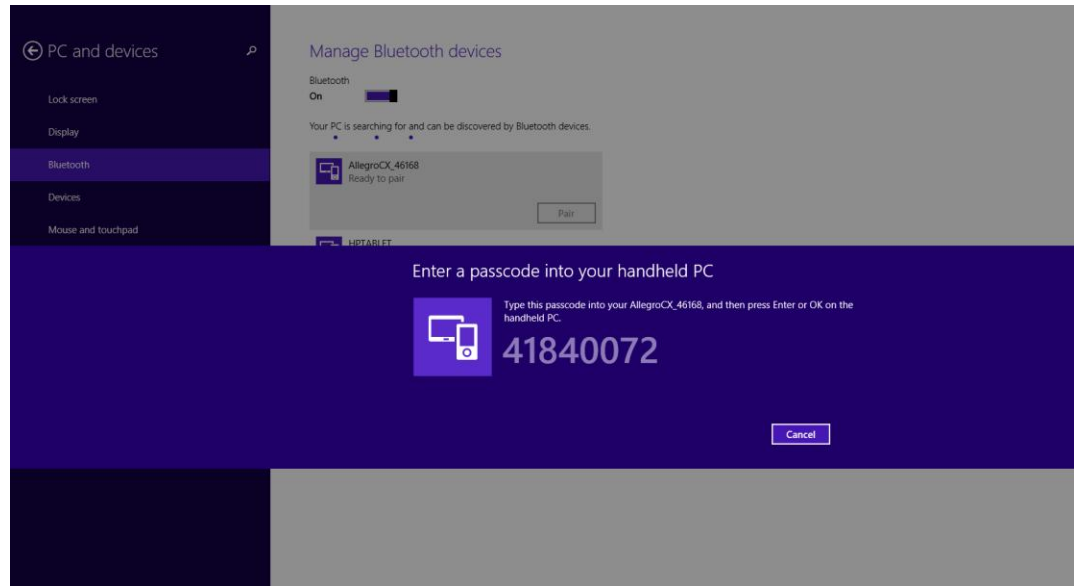 PC and devices
Lock screen
Display
Bluetooth
Devices
Mouse and touchpad
Manage Bluetooth devices
Bluetooth
On
Your PC is searching for and can be discovered by Bluetooth devices.
AllegroCX_46168
Ready to pair
Pair
HPTABLET
Enter a passcode into your handheld PC
Type this passcode into your AllegroCX_46168, and then press Enter or OK on the
handheld PC.
41840072
Cancel